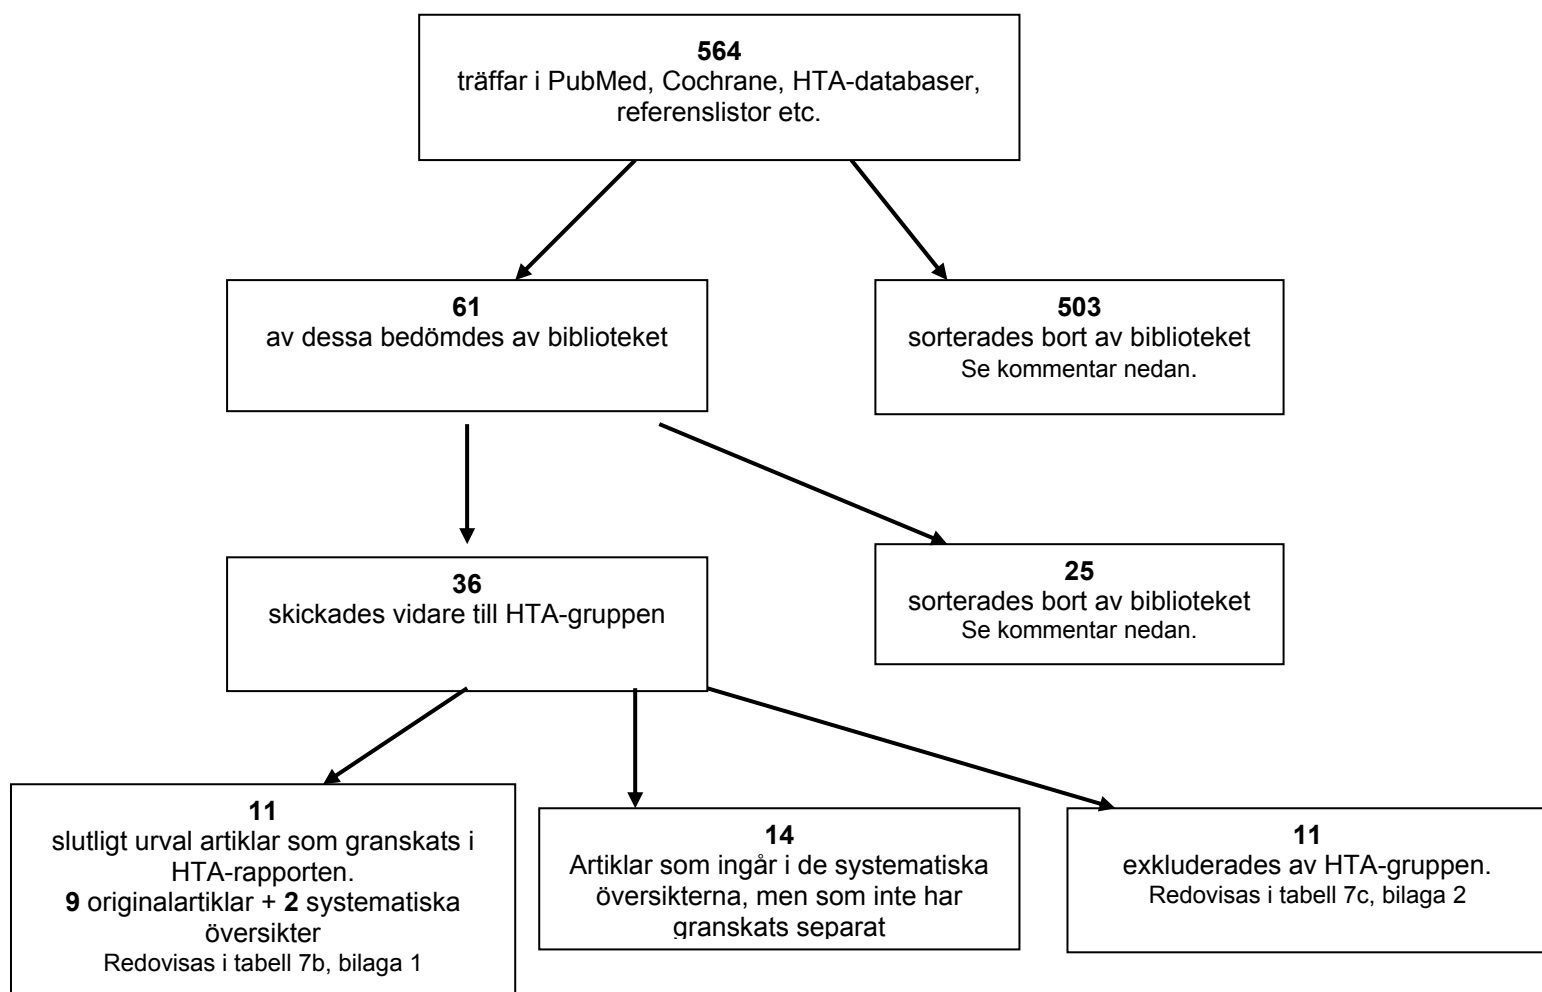 564
träffar i PubMed, Cochrane, HTA-databaser,
referenslistor etc.
61
av dessa bedömdes av biblioteket
503
sorterades bort av biblioteket
Se kommentar nedan.
36
skickades vidare till HTA-gruppen
25
sorterades bort av biblioteket
Se kommentar nedan.
11
slutligt urval artiklar som granskats i
HTA-rapporten.
9 originalartiklar + 2 systematiska
översikter
Redovisas i tabell 7b, bilaga 1
14
Artiklar som ingår i de systematiska
översikterna, men som inte har
granskats separat
11
exkluderades av HTA-gruppen.
Redovisas i tabell 7c, bilaga 2